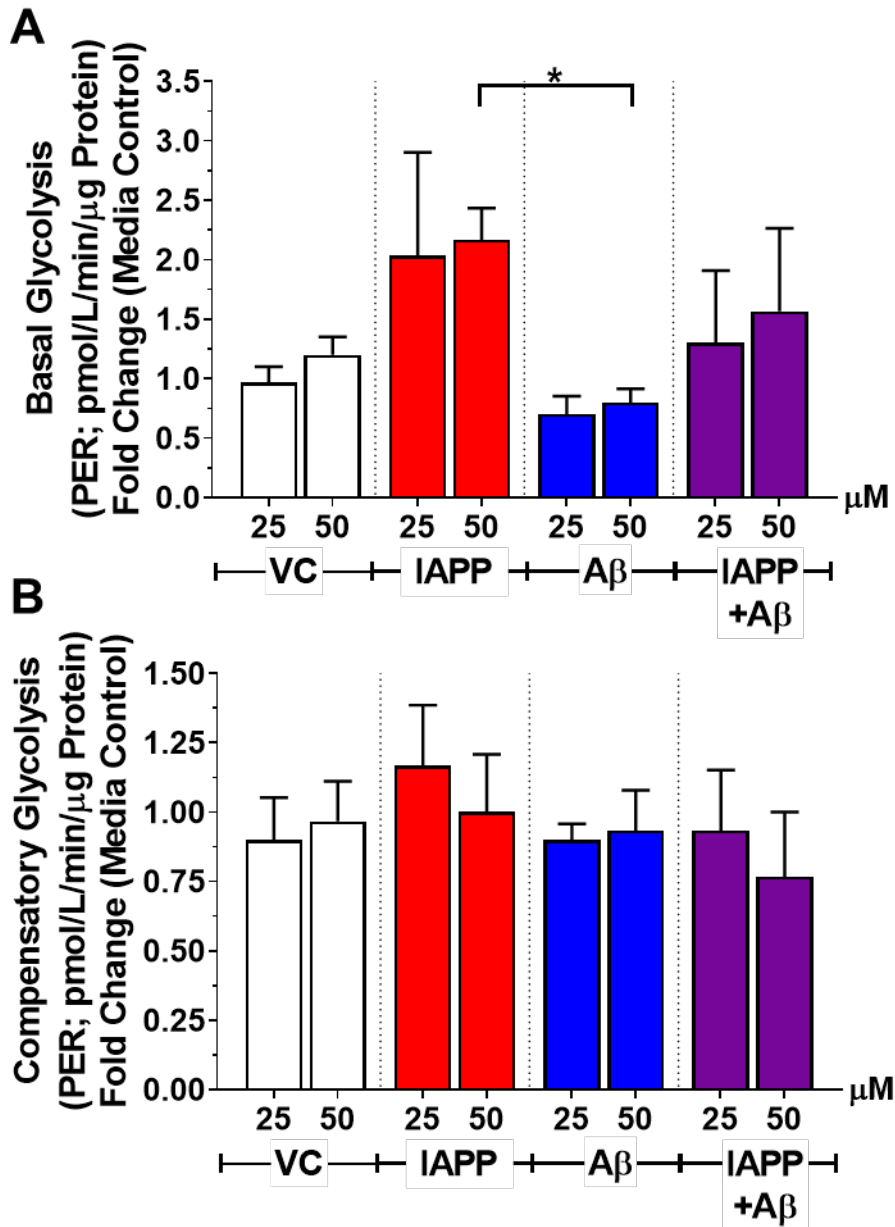 A
Basal Glycolysis
(PER; pmol/L/min/μg Protein)
Fold Change (Media Control)
3.5
3.0
2.5
2.0
1.5
1.0
0.5
0.0
*
25 50 25 50 25 50 25 50 μM
VC IAPP Aβ IAPP
+Aβ
B
Compensatory Glycolysis
(PER; pmol/L/min/μg Protein)
Fold Change (Media Control)
1.50
1.25
1.00
0.75
0.50
0.25
0.00
25 50 25 50 25 50 25 50 μM
VC IAPP Aβ IAPP
+Aβ